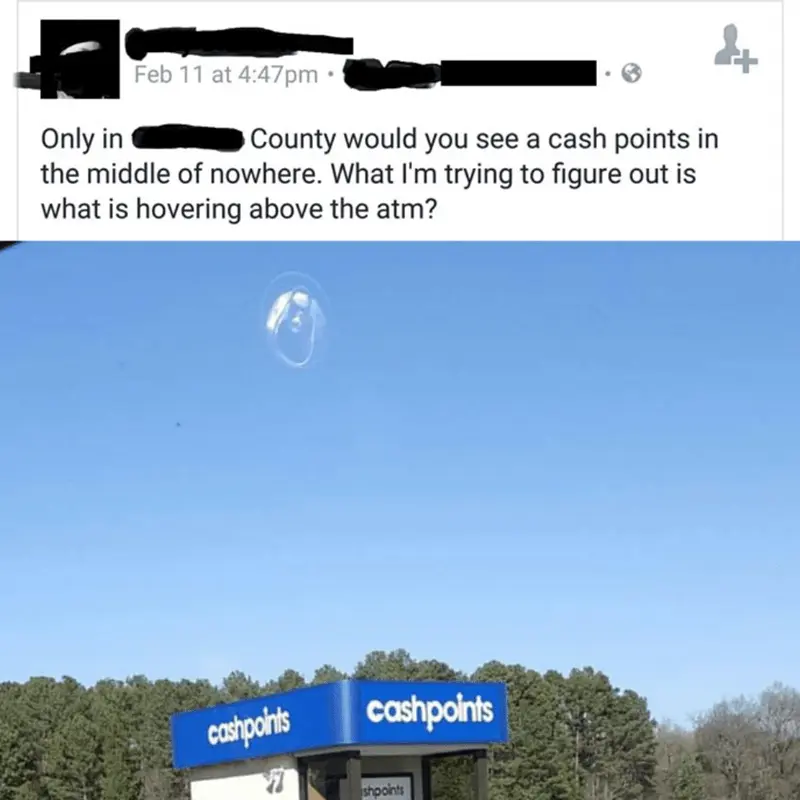 Feb 11 at 4:47pm •
Only in County would you see a cash points in
the middle of nowhere. What I'm trying to figure out is
what is hovering above the atm?
cashpoints
cashpoints
shpoints